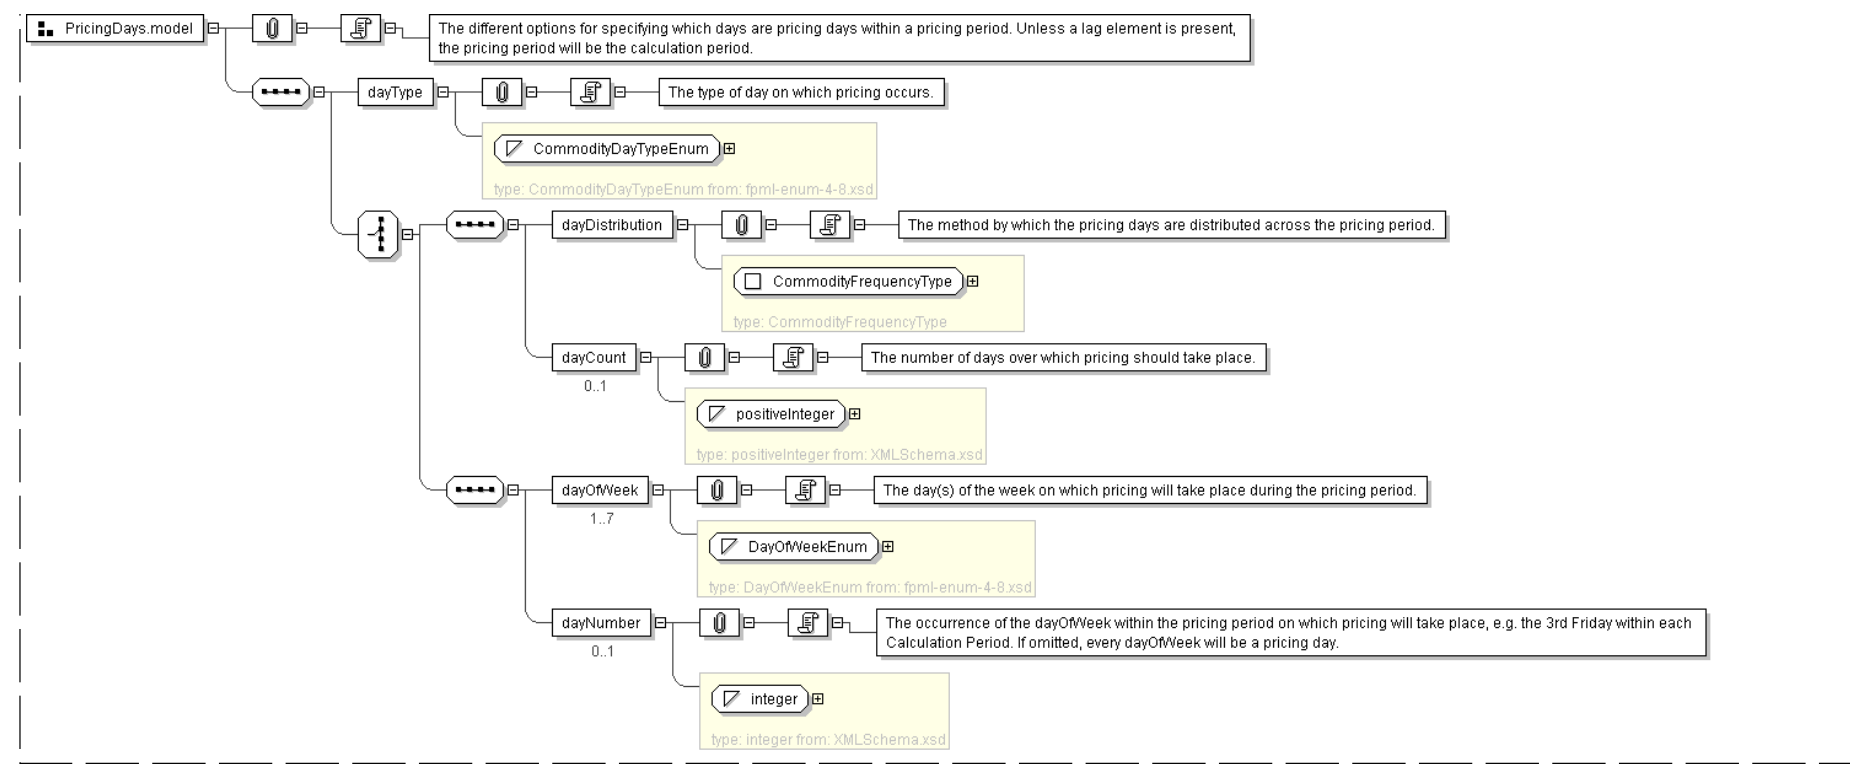 PricingDays.model
The different options for specifying which days are pricing days within a pricing period. Unless a lag element is present,
the pricing period will be the calculation period.
dayType
The type of day on which pricing occurs.
CommodityDayTypeEnum
type: CommodityDayTypeEnum from: fpml-enum-4-8.xsd
dayDistribution
The method by which the pricing days are distributed across the pricing period.
CommodityFrequencyType
type: CommodityFrequencyType
dayCount
The number of days over which pricing should take place.
0..1
positiveInteger
type: positiveInteger from: XMLSchema.xsd
dayOfWeek
The day(s) of the week on which pricing will take place during the pricing period.
1..7
DayOfWeekEnum
type: DayOfWeekEnum from: fpml-enum-4-8.xsd
dayNumber
The occurrence of the dayOfWeek within the pricing period on which pricing will take place, e.g. the 3rd Friday within each
Calculation Period. If omitted, every dayOfWeek will be a pricing day.
0..1
integer
type: integer from: XMLSchema.xsd